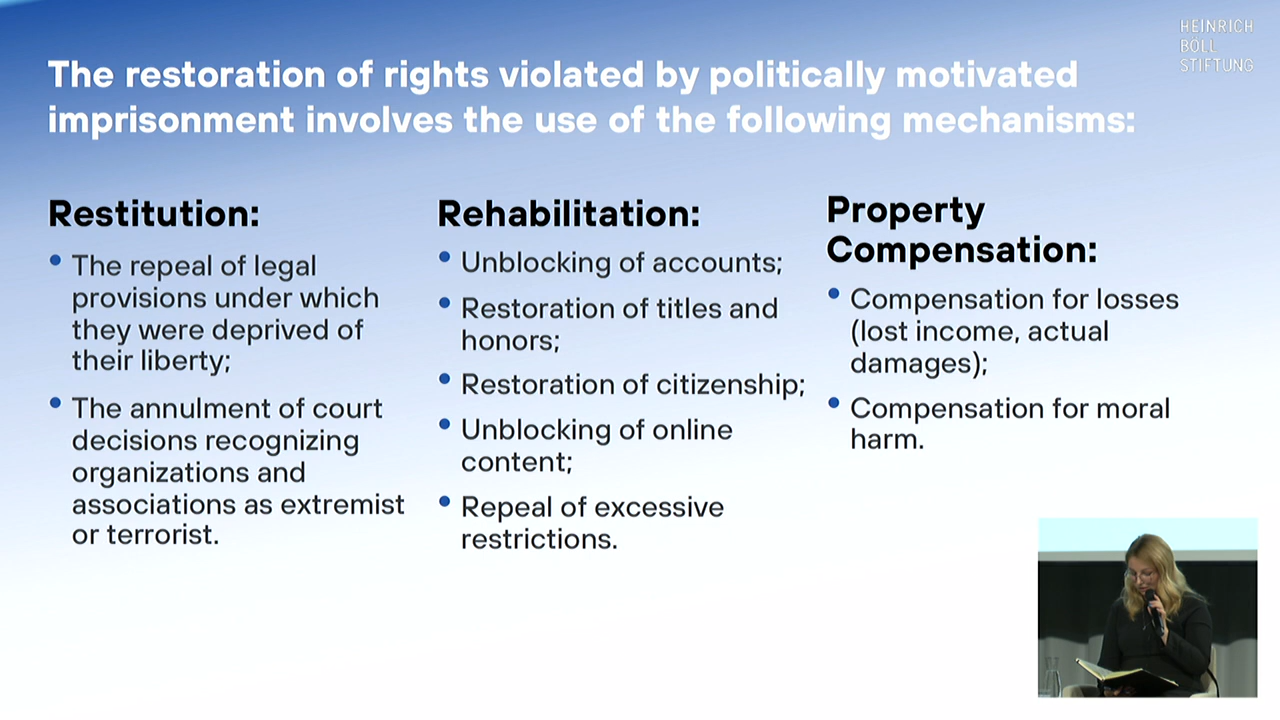 HEINRICH
BÖLL
STIFTUNG
The restoration of rights violated by politically motivated
imprisonment involves the use of the following mechanisms:
Restitution:
• The repeal of legal
provisions under which
they were deprived of
their liberty;
• The annulment of court
decisions recognizing
organizations and
associations as extremist
or terrorist.
Rehabilitation:
• Unblocking of accounts;
• Restoration of titles and
honors;
• Restoration of citizenship;
• Unblocking of online
content;
• Repeal of excessive
restrictions.
Property
Compensation:
• Compensation for losses
(lost income, actual
damages);
• Compensation for moral
harm.